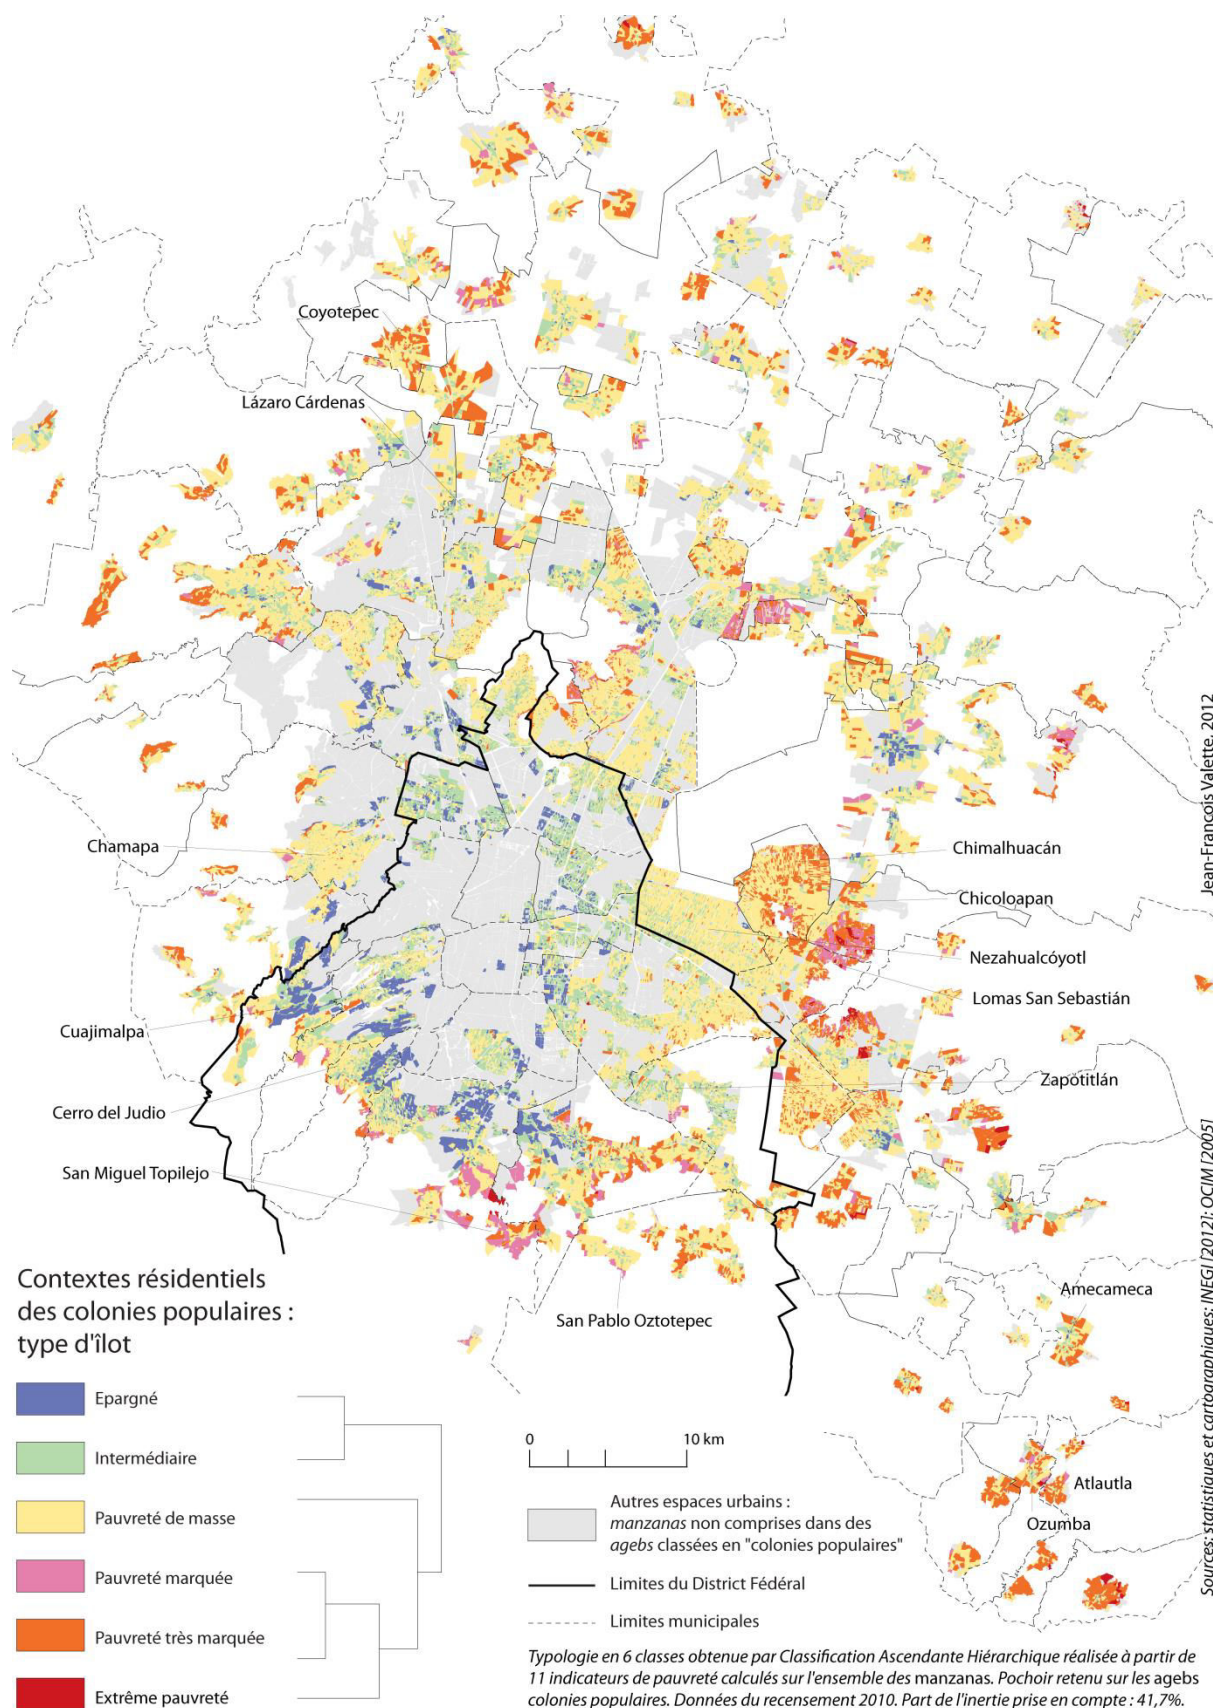 Coyotepec
Lázaro Cárdenas
Chamapa
Chimalhuacán
Chicoloapan
Nezahualcóyotl
Lomas San Sebastián
Cuajimalpa
Zapotitlán
Cerro del Judio
San Miguel Topilejo
San Pablo Oztotepec
Amecameca
Atlautla
Ozumba
Jean-François Valette, 2012
Sources: statistiques et cartographiques: INEGI [2012]; OCIM [2005]
Contextes résidentiels
des colonies populaires :
type d'îlot
Epargné
Intermédiaire
Pauvreté de masse
Pauvreté marquée
Pauvreté très marquée
Extrême pauvreté
0 10 km
Autres espaces urbains :
manzanas non comprises dans des
agebs classées en "colonies populaires"
Limites du District Fédéral
Limites municipales
Typologie en 6 classes obtenue par Classification Ascendante Hiérarchique réalisée à partir de
11 indicateurs de pauvreté calculés sur l'ensemble des manzanas. Pochoir retenu sur les agebs
colonies populaires. Données du recensement 2010. Part de l'inertie prise en compte : 41,7%.